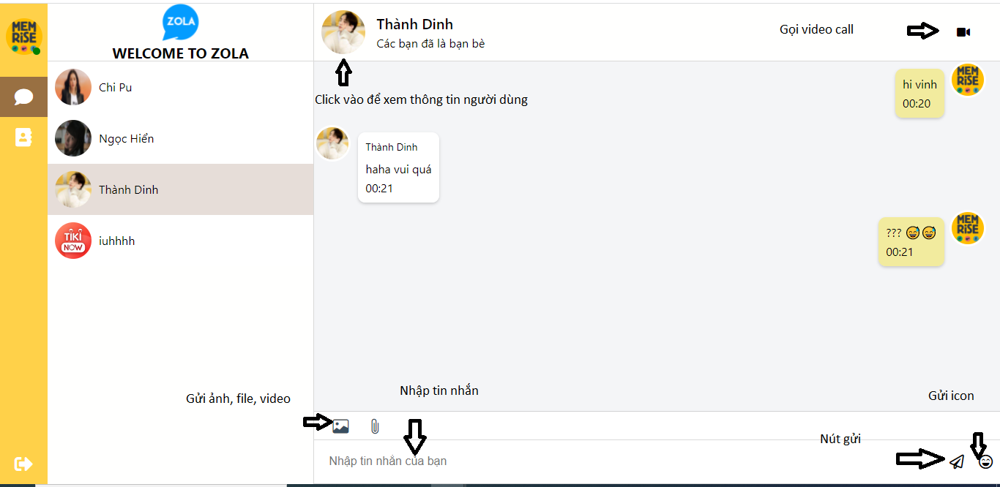 MEM
RiSE
ZOLA
WELCOME TO ZOLA
Chi Pu
Ngọc Hiển
Thành Dinh
TIKI
NOW
iuhhhh
Gửi ảnh, file, video
Thành Dinh
Các bạn đã là bạn bè
Gọi video call
Click vào để xem thông tin người dùng
hi vinh
00:20
MEM
RiSE
Thành Dinh
haha vui quá
00:21
??? 😅😅
00:21
MEM
RiSE
Nhập tin nhắn
Gửi icon
Nút gửi
Nhập tin nhắn của bạn